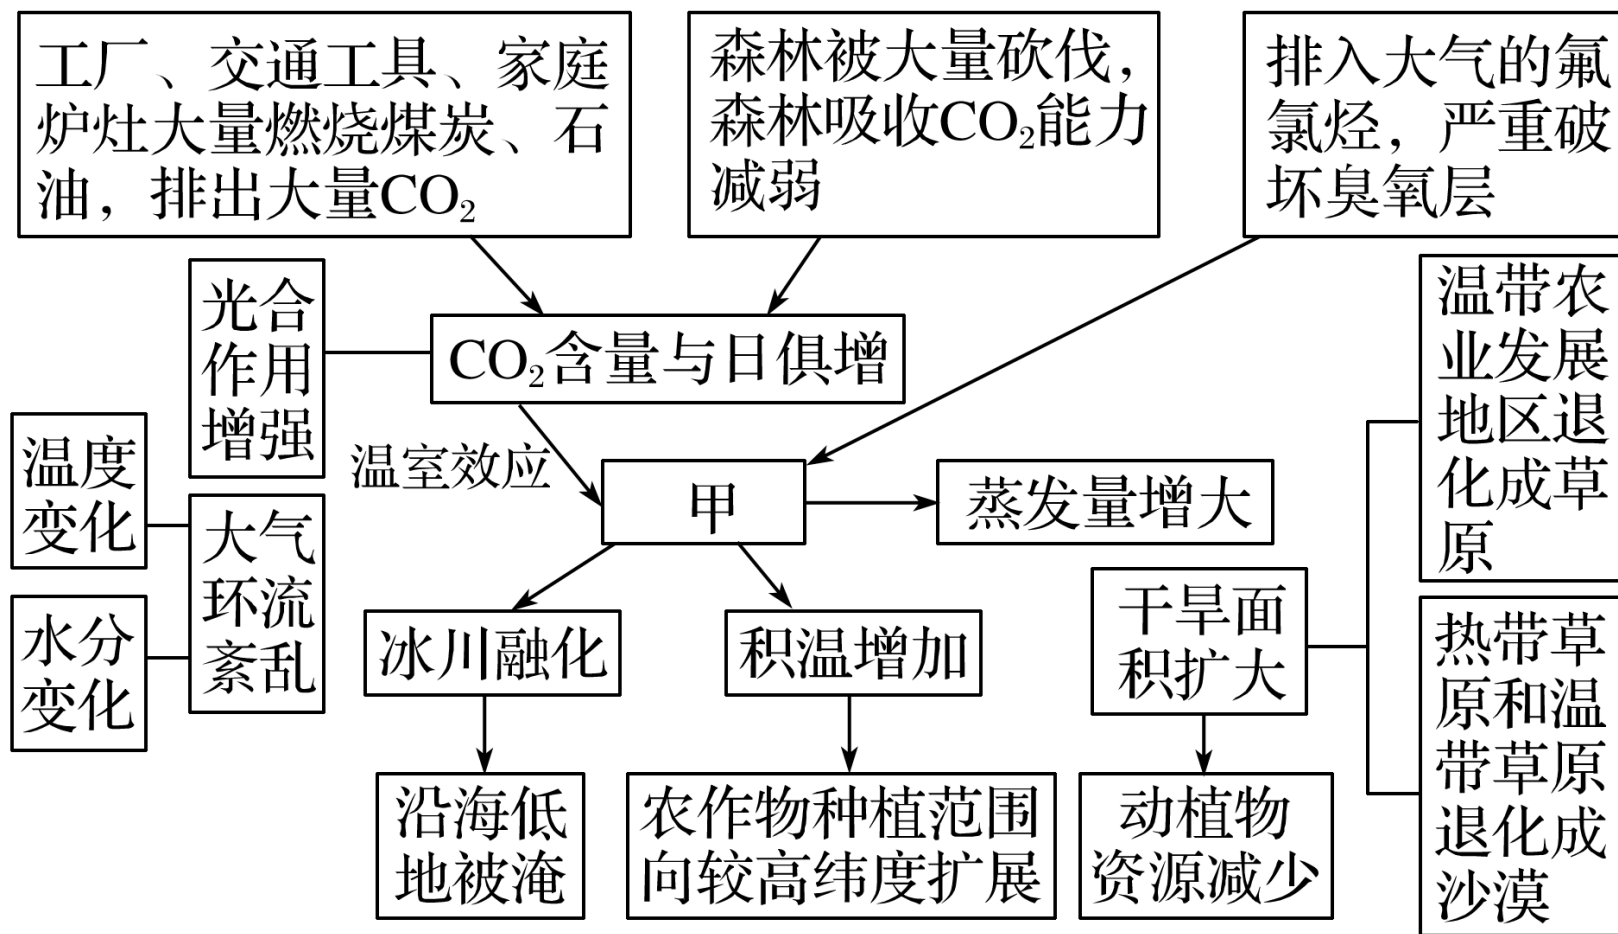 工厂、交通工具、家庭
炉灶大量燃烧煤炭、石
油，排出大量CO₂
森林被大量砍伐，
森林吸收CO₂能力
减弱
排入大气的氟
氯烃，严重破
坏臭氧层
光合
作用
增强
CO₂含量与日俱增
温室效应
甲
蒸发量增大
温度
变化
水分
变化
大气
环流
紊乱
冰川融化
积温增加
干旱面
积扩大
温带农
业发展
地区退
化成草
原
热带草
原和温
带草原
退化成
沙漠
沿海低
地被淹
农作物种植范围
向较高纬度扩展
动植物
资源减少